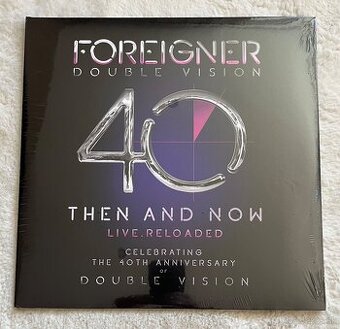 FOREIGNER
DOUBLE VISION
40
THEN AND NOW
LIVE.RELOADED
CELEBRATING
THE 40TH ANNIVERSARY
OF
DOUBLE VISION